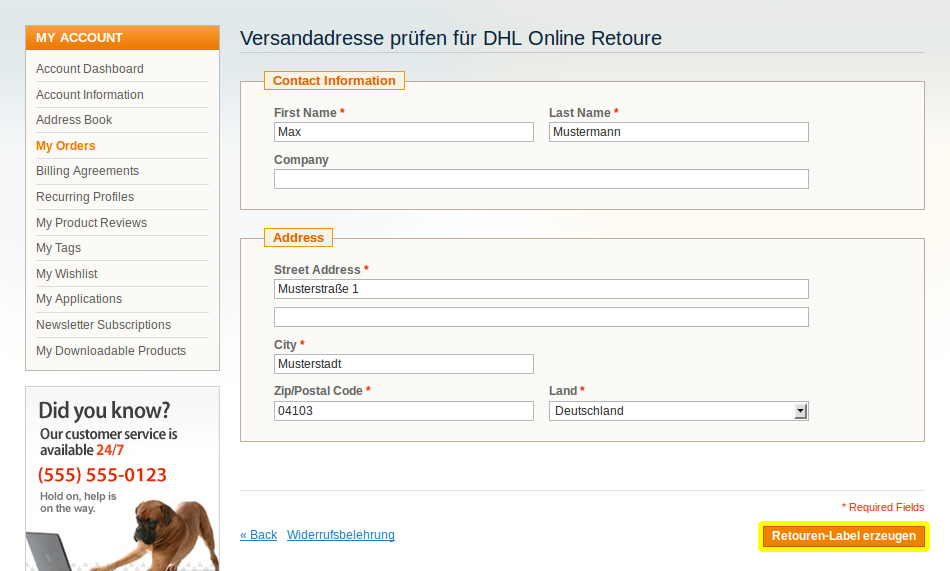 MY ACCOUNT
Account Dashboard
Account Information
Address Book
My Orders
Billing Agreements
Recurring Profiles
My Product Reviews
My Tags
My Wishlist
My Applications
Newsletter Subscriptions
My Downloadable Products
Did you know?
Our customer service is
available 24/7
(555) 555-0123
Hold on, help is
on the way.
Versandadresse prüfen für DHL Online Retoure
Contact Information
First Name * Last Name *
Max Mustermann
Company
Address
Street Address *
Musterstraße 1
City *
Musterstadt
Zip/Postal Code * Land *
04103 Deutschland
* Required Fields
« Back Widerrufsbelehrung Retouren-Label erzeugen